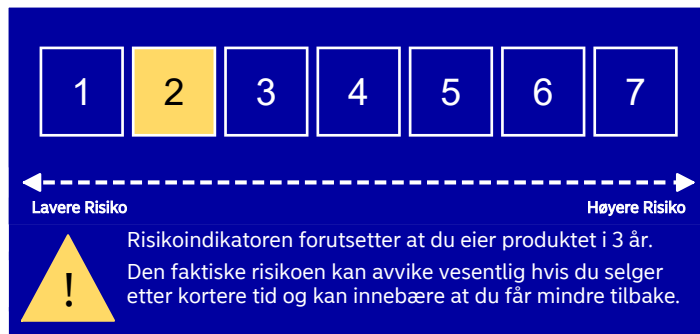 1 2 3 4 5 6 7
Lavere Risiko Høyere Risiko
Risikoindikatoren forutsetter at du eier produktet i 3 år.
Den faktiske risikoen kan avvike vesentlig hvis du selger
! etter kortere tid og kan innebære at du får mindre tilbake.